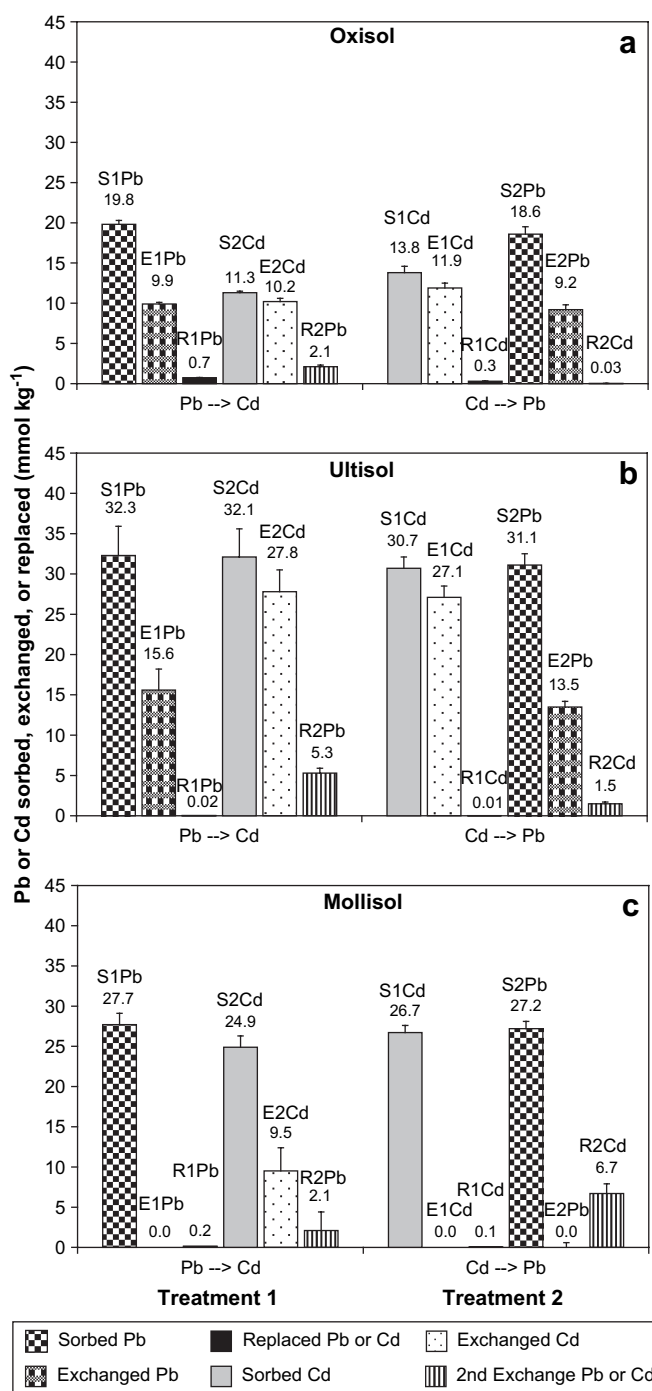 Pb or Cd sorbed, exchanged, or replaced (mmol kg⁻¹)
Oxisol
a
45
40
35
30
25
20
15
10
5
0
S1Pb
19.8
E1Pb
9.9
R1Pb
0.7
S2Cd
11.3
E2Cd
10.2
R2Pb
2.1
S1Cd
13.8
E1Cd
11.9
R1Cd
0.3
S2Pb
18.6
E2Pb
9.2
R2Cd
0.03
Pb --> Cd
Cd --> Pb
Ultisol
b
45
40
35
30
25
20
15
10
5
0
S1Pb
32.3
E1Pb
15.6
R1Pb
0.02
S2Cd
32.1
E2Cd
27.8
R2Pb
5.3
S1Cd
30.7
E1Cd
27.1
R1Cd
0.01
S2Pb
31.1
E2Pb
13.5
R2Cd
1.5
Pb --> Cd
Cd --> Pb
Mollisol
c
45
40
35
30
25
20
15
10
5
0
S1Pb
27.7
E1Pb
0.0
R1Pb
0.2
S2Cd
24.9
E2Cd
9.5
R2Pb
2.1
S1Cd
26.7
E1Cd
0.0
R1Cd
0.1
S2Pb
27.2
E2Pb
0.0
R2Cd
6.7
Pb --> Cd
Cd --> Pb
Treatment 1
Treatment 2
Sorbed Pb
Replaced Pb or Cd
Exchanged Cd
Exchanged Pb
Sorbed Cd
2nd Exchange Pb or Cd